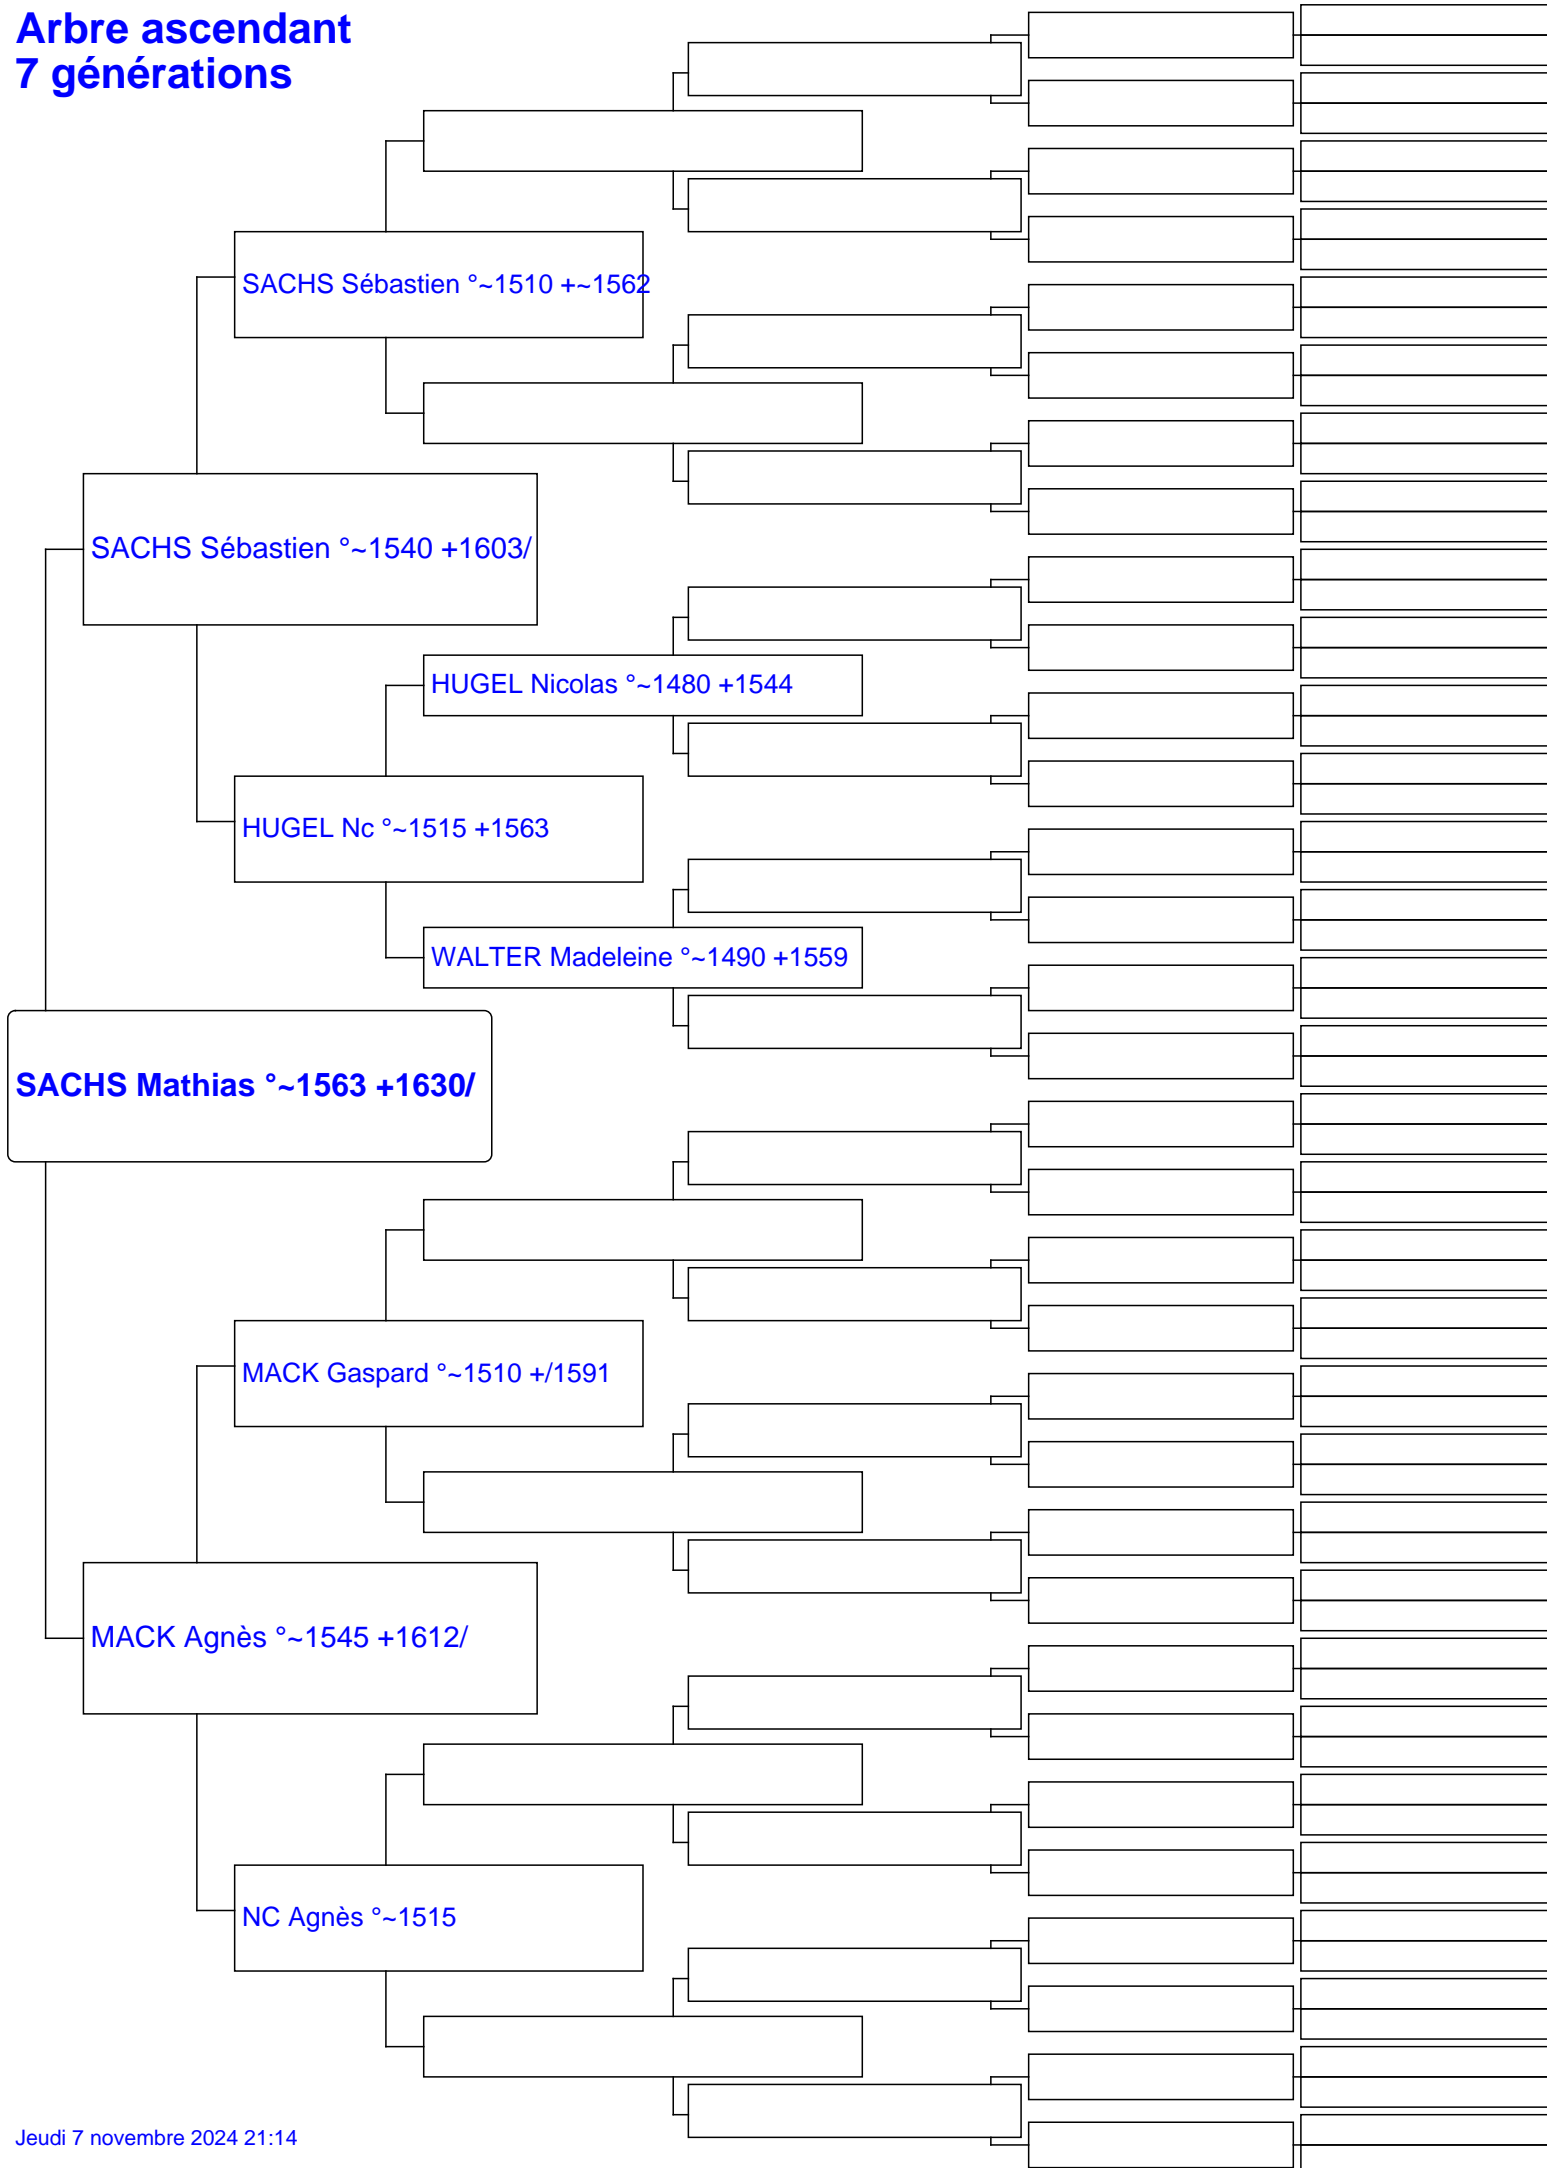 Arbre ascendant
7 générations
SACHS Sébastien °~1510 +~1562
SACHS Sébastien °~1540 +1603/
HUGEL Nicolas °~1480 +1544
HUGEL Nc °~1515 +1563
WALTER Madeleine °~1490 +1559
SACHS Mathias °~1563 +1630/
MACK Gaspard °~1510 +/1591
MACK Agnès °~1545 +1612/
NC Agnès °~1515
Jeudi 7 novembre 2024 21:14